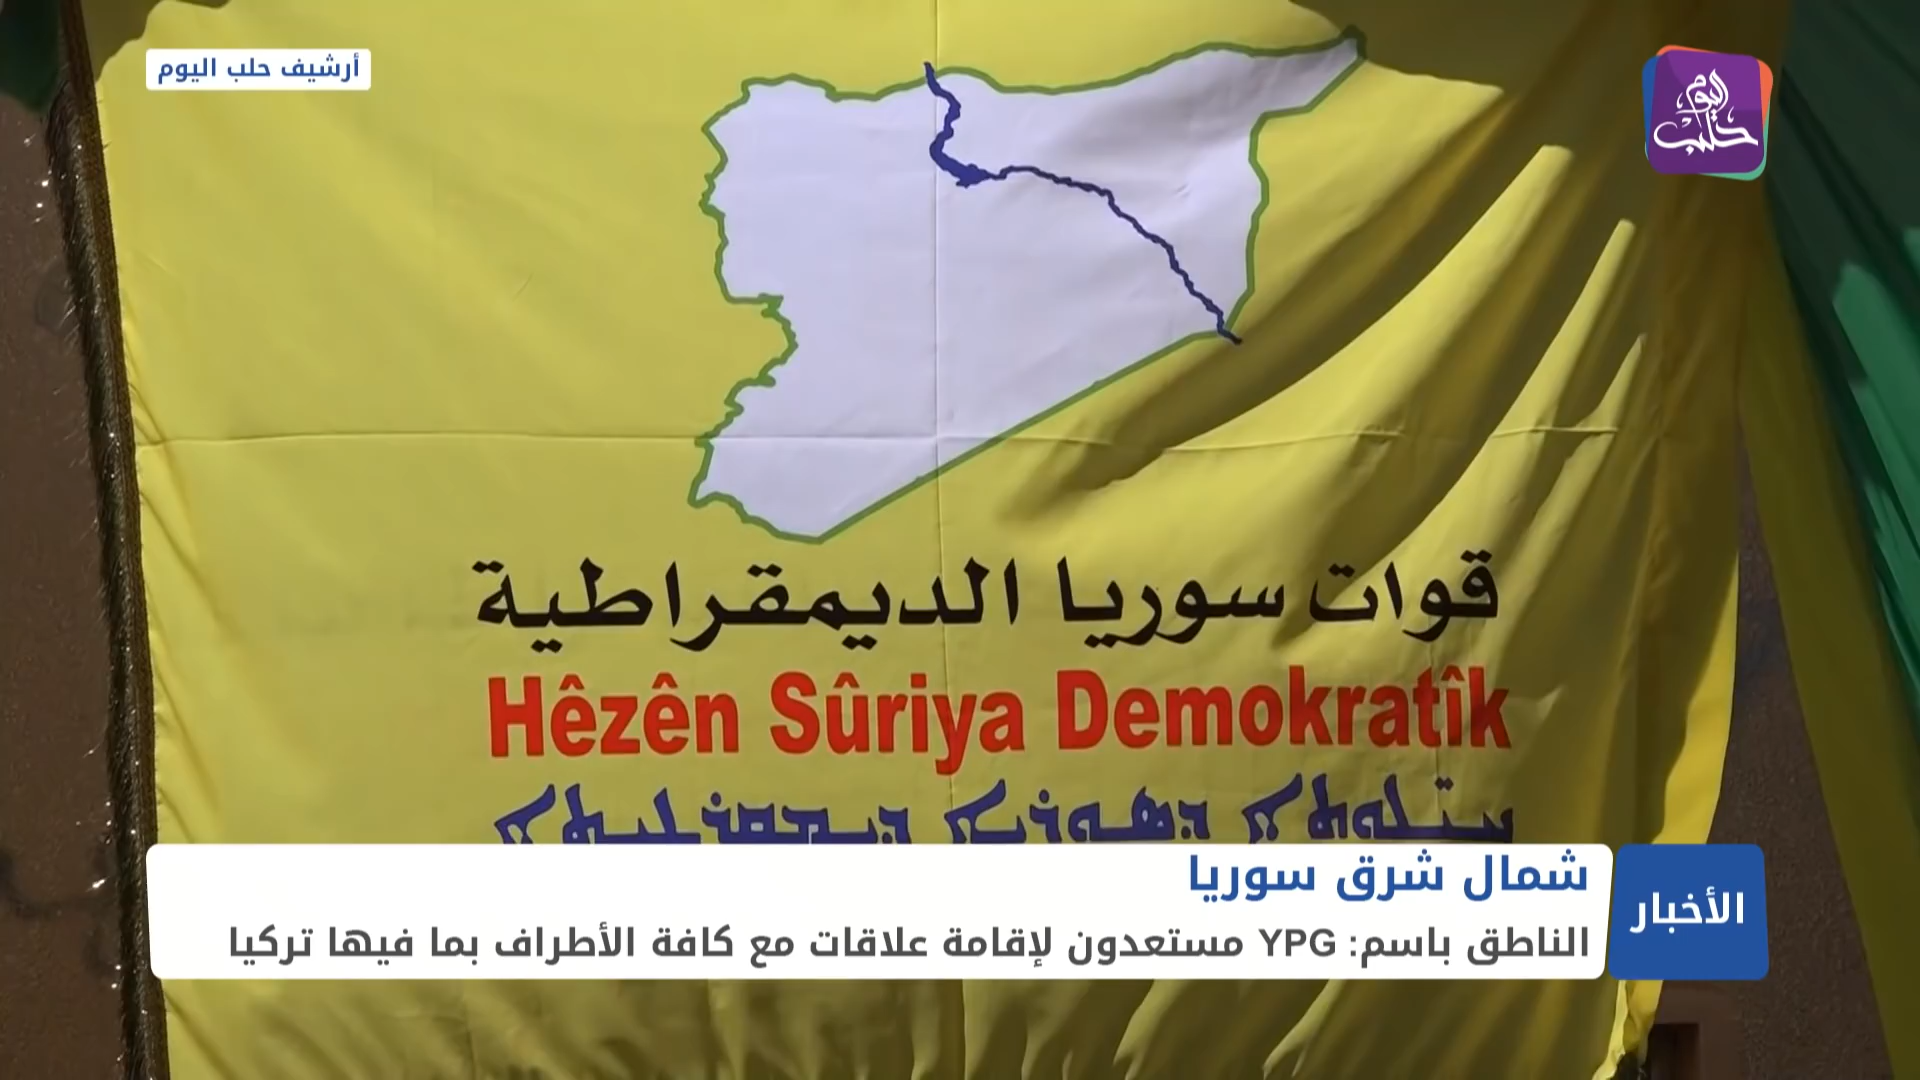 أرشيف حلب اليوم
حلب اليوم
قوات سوريا الديمقراطية
Hêzên Sûriya Demokratîk
شمال شرق سوريا
الأخبار
الناطق باسم: YPG مستعدون لإقامة علاقات مع كافة الأطراف بما فيها تركيا